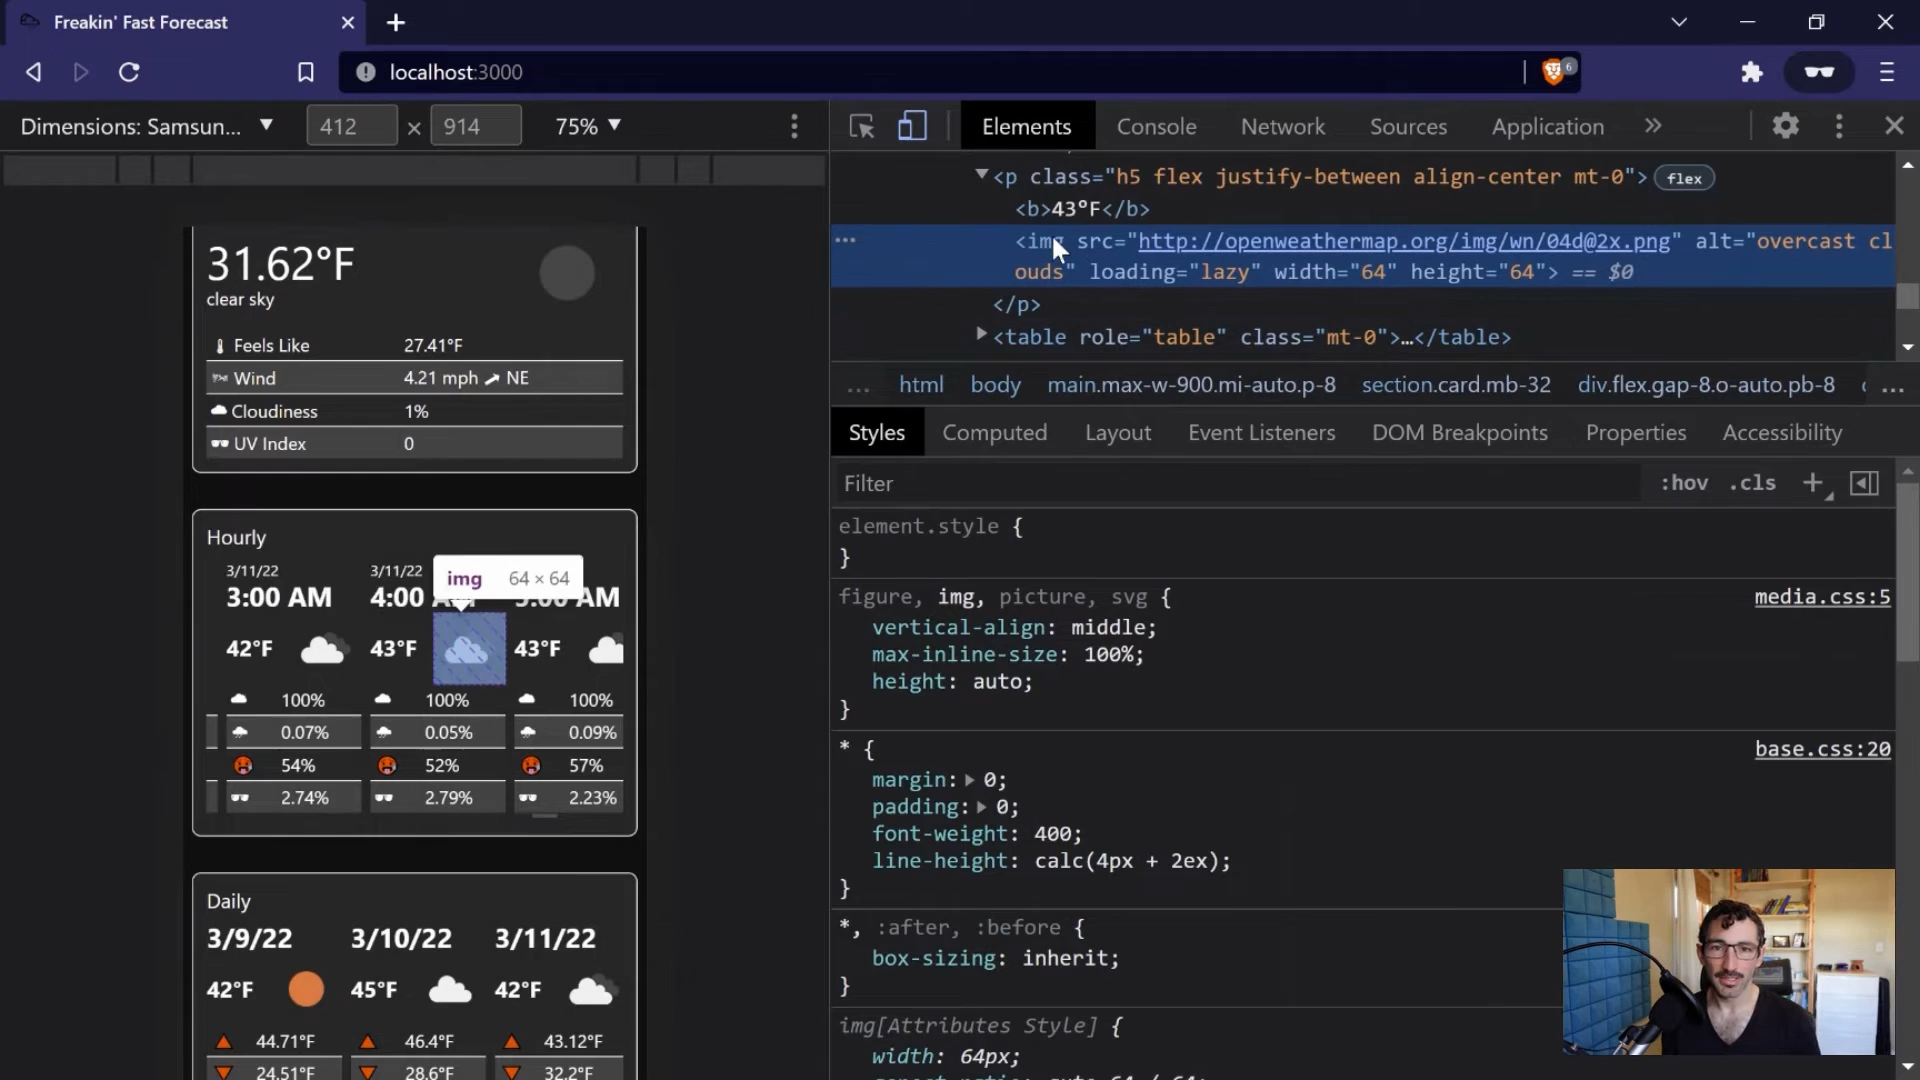 Freakin' Fast Forecast
localhost:3000
6
Dimensions: Samsun... 412 × 914 75%
Elements Console Network Sources Application
31.62°F
clear sky
Feels Like 27.41°F
Wind 4.21 mph NE
Cloudiness 1%
UV Index 0
Hourly
3/11/22 3/11/22
3:00 AM 4:00 AM
img 64 × 64
42°F 43°F 43°F
100% 100% 100%
0.07% 0.05% 0.09%
54% 52% 57%
2.74% 2.79% 2.23%
Daily
3/9/22 3/10/22 3/11/22
42°F 45°F 42°F
44.71°F 46.4°F 43.12°F
24.51°F 28.6°F 32.2°F
<p class="h5 flex justify-between align-center mt-0"> flex
<b>43°F</b>
<img src="http://openweathermap.org/img/wn/04d@2x.png" alt="overcast cl
ouds" loading="lazy" width="64" height="64"> == $0
</p>
<table role="table" class="mt-0">…</table>
... html body main.max-w-900.mi-auto.p-8 section.card.mb-32 div.flex.gap-8.o-auto.pb-8 ...
Styles Computed Layout Event Listeners DOM Breakpoints Properties Accessibility
Filter :hov .cls
element.style {
}
figure, img, picture, svg { media.css:5
vertical-align: middle;
max-inline-size: 100%;
height: auto;
}
* { base.css:20
margin: 0;
padding: 0;
font-weight: 400;
line-height: calc(4px + 2ex);
}
*, :after, :before {
box-sizing: inherit;
}
img[Attributes Style] {
width: 64px;